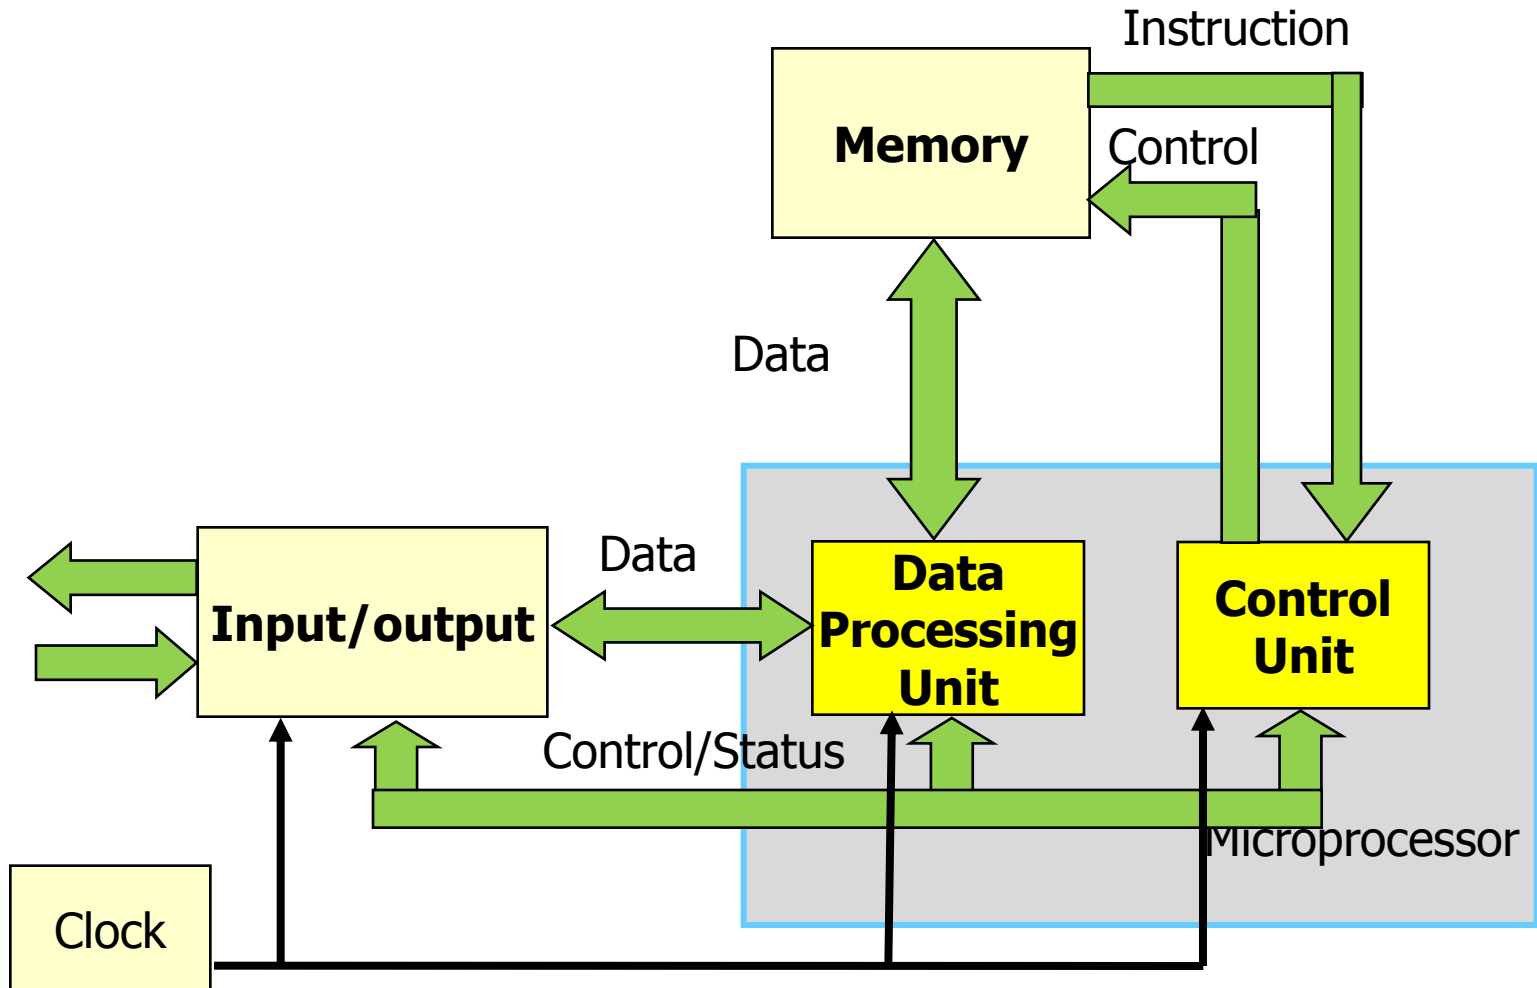 Instruction
Memory
Control
Data
Data
Input/output
Data
Processing
Unit
Control
Unit
Control/Status
Microprocessor
Clock